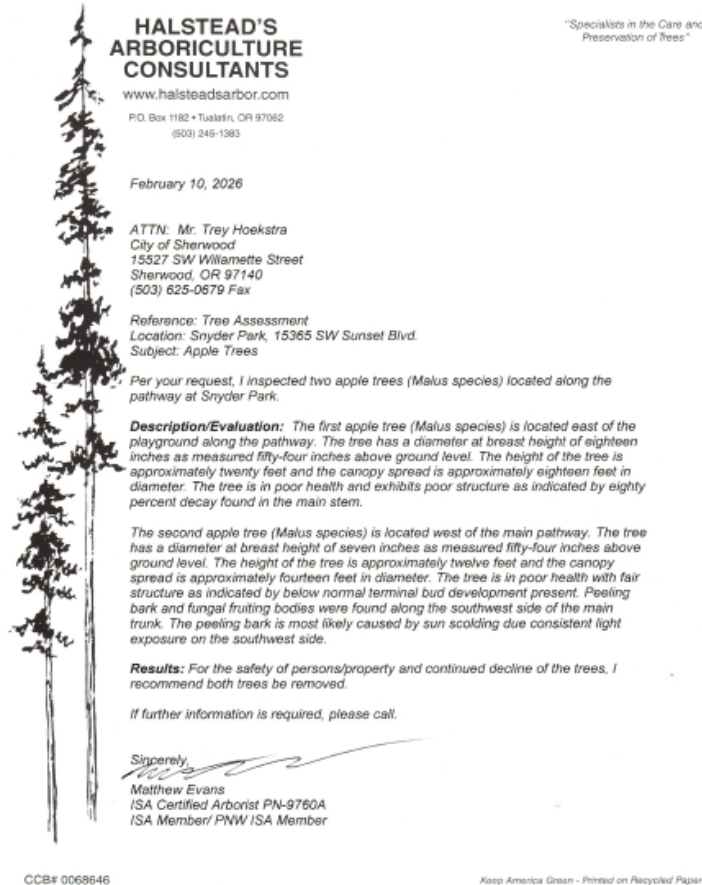 HALSTEAD'S
ARBORICULTURE
CONSULTANTS
www.halsteadsarbor.com
P.O. Box 1182 • Tualatin, OR 97062
(503) 245-1383
"Specialists in the Care and
Preservation of Trees"
February 10, 2026
ATTN: Mr. Trey Hoekstra
City of Sherwood
15527 SW Willamette Street
Sherwood, OR 97140
(503) 625-0679 Fax
Reference: Tree Assessment
Location: Snyder Park, 15365 SW Sunset Blvd.
Subject: Apple Trees
Per your request, I inspected two apple trees (Malus species) located along the
pathway at Snyder Park.
Description/Evaluation: The first apple tree (Malus species) is located east of the
playground along the pathway. The tree has a diameter at breast height of eighteen
inches as measured fifty-four inches above ground level. The height of the tree is
approximately twenty feet and the canopy spread is approximately eighteen feet in
diameter. The tree is in poor health and exhibits poor structure as indicated by eighty
percent decay found in the main stem.
The second apple tree (Malus species) is located west of the main pathway. The tree
has a diameter at breast height of seven inches as measured fifty-four inches above
ground level. The height of the tree is approximately twelve feet and the canopy
spread is approximately fourteen feet in diameter. The tree is in poor health with fair
structure as indicated by below normal terminal bud development present. Peeling
bark and fungal fruiting bodies were found along the southwest side of the main
trunk. The peeling bark is most likely caused by sun scolding due consistent light
exposure on the southwest side.
Results: For the safety of persons/property and continued decline of the trees, I
recommend both trees be removed.
If further information is required, please call.
Sincerely,
Matthew Evans
ISA Certified Arborist PN-9760A
ISA Member/ PNW ISA Member
CCB# 0068646
Keep America Green - Printed on Recycled Paper